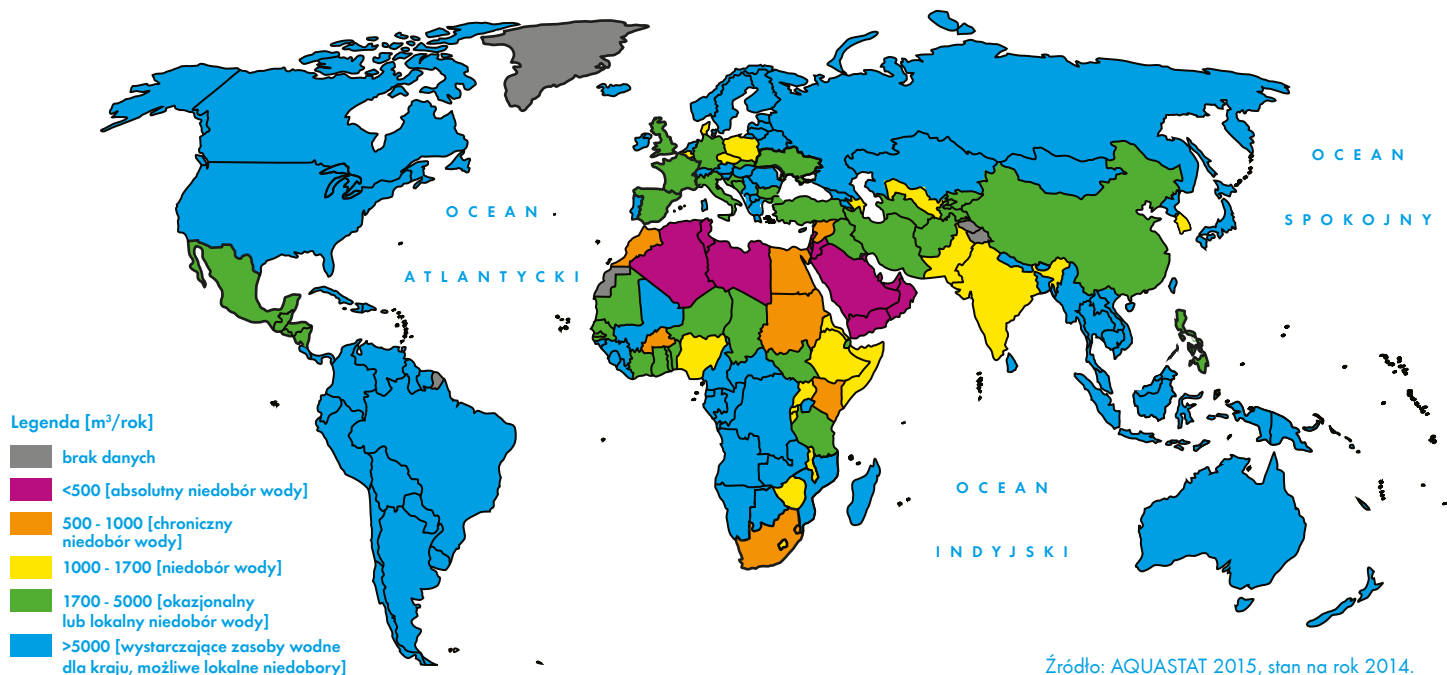 OCEAN
SPOKOJNY
OCEAN
ATLANTYCKI
OCEAN
INDYJSKI
Legenda [m³/rok]
brak danych
<500 [absolutny niedobór wody]
500 - 1000 [chroniczny
niedobór wody]
1000 - 1700 [niedobór wody]
1700 - 5000 [okazjonalny
lub lokalny niedobór wody]
>5000 [wystarczające zasoby wodne
dla kraju, możliwe lokalne niedobory]
Źródło: AQUASTAT 2015, stan na rok 2014.